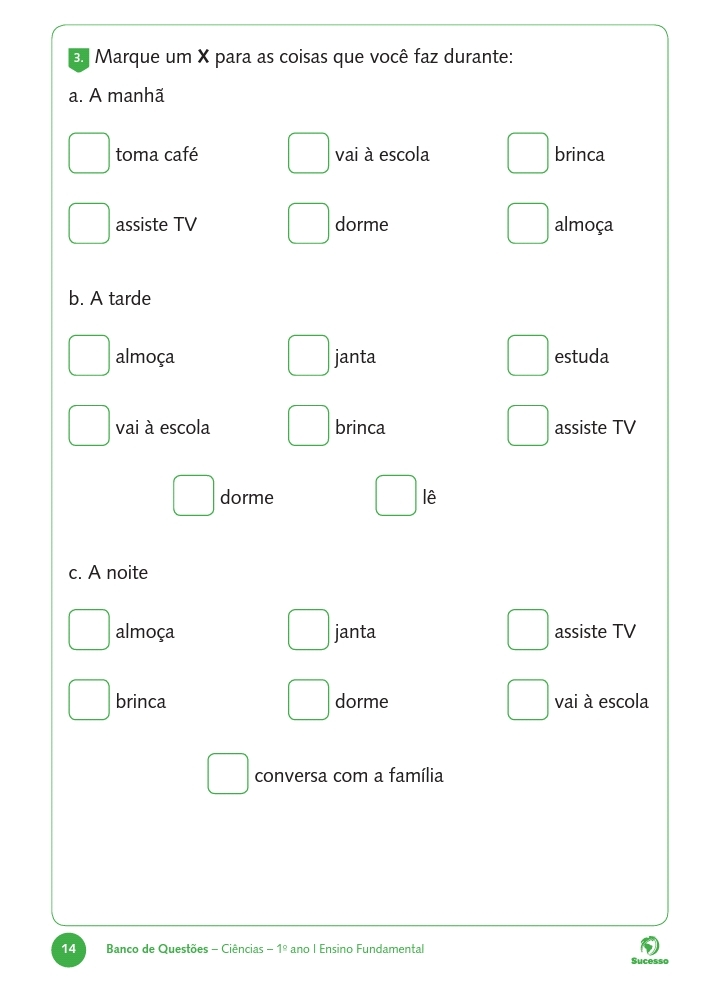 3. Marque um X para as coisas que você faz durante:
a. A manhã
toma café vai à escola brinca
assiste TV dorme almoça
b. A tarde
almoça janta estuda
vai à escola brinca assiste TV
dorme lê
c. A noite
almoça janta assiste TV
brinca dorme vai à escola
conversa com a família
14 Banco de Questões – Ciências – 1º ano I Ensino Fundamental
Sucesso